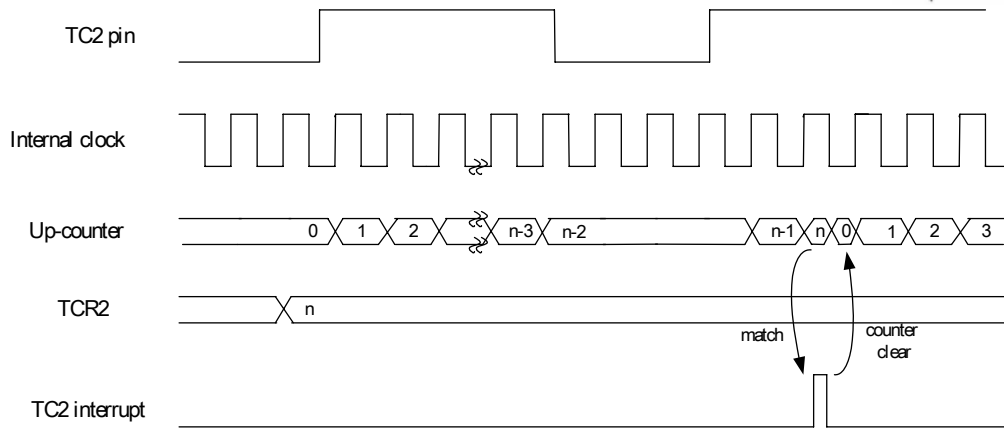 TC2 pin
Internal clock
Up-counter
0 1 2 n-3 n-2 n-1 n 0 1 2 3
TCR2
n
match
counter
clear
TC2 interrupt